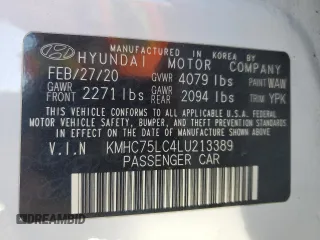 MANUFACTURED IN KOREA BY
HYUNDAI MOTOR COMPANY
FEB/27/20 GVWR 4079 lbs PAINT WAW
GAWR FRONT 2271 lbs GAWR REAR 2094 lbs TRIM YPK
THIS VEHICLE CONFORMS TO ALL APPLICABLE
FEDERAL MOTOR VEHICLE SAFETY, BUMPER, AND
THEFT PREVENTION STANDARDS IN EFFECT ON THE
DATE OF MANUFACTURE SHOWN ABOVE.
V.I.N KMHC75LC4LU213389
PASSENGER CAR
DREAMBID